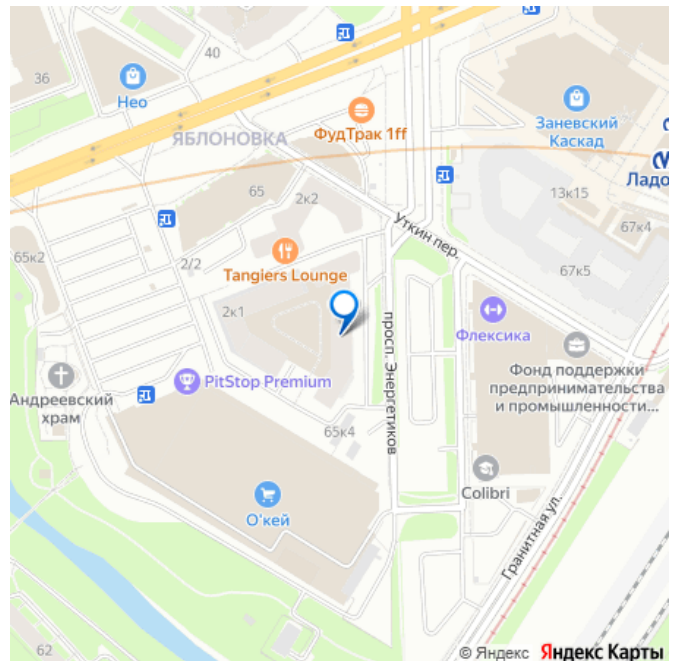 40
36
Нео
ФудТрак 1ff
Заневский
Каскад
ЯБЛОНОВКА
Ладо
65
2к2
13к15
67к4
Уткин пер.
65к2
2/2
Tangiers Lounge
67к5
2к1
просп. Энергетиков
Флексика
Фонд поддержки
предпринимательства
и промышленности...
PitStop Premium
Андреевский
храм
65к4
Colibri
О'кей
Гранитная ул.
62
© Яндекс Яндекс Карты